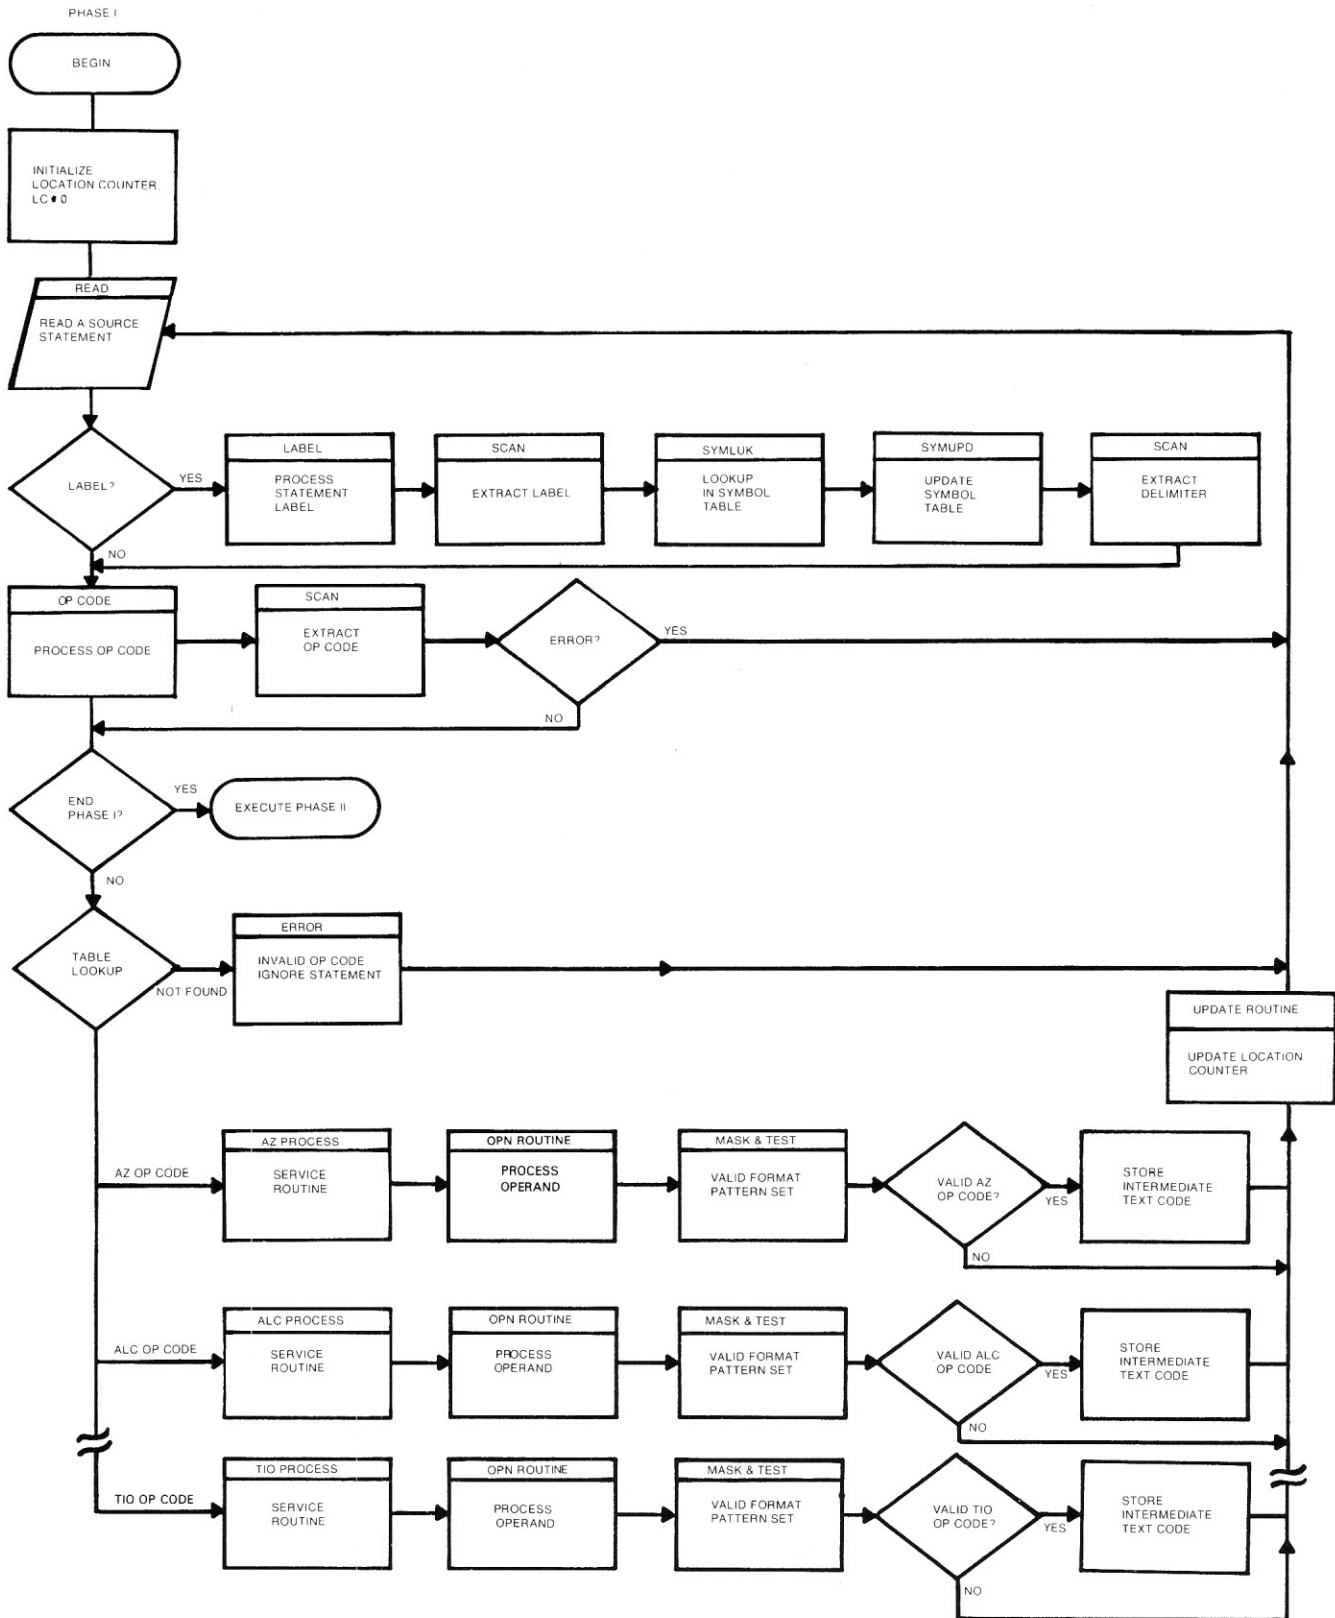 PHASE I
BEGIN
INITIALIZE
LOCATION COUNTER
LC = 0
READ
READ A SOURCE
STATEMENT
LABEL?
YES
NO
LABEL
PROCESS
STATEMENT
LABEL
SCAN
EXTRACT LABEL
SYMLUK
LOOKUP
IN SYMBOL
TABLE
SYMUPD
UPDATE
SYMBOL
TABLE
SCAN
EXTRACT
DELIMITER
OP CODE
PROCESS OP CODE
SCAN
EXTRACT
OP CODE
ERROR?
YES
NO
END
PHASE I?
YES
EXECUTE PHASE II
NO
TABLE
LOOKUP
NOT FOUND
ERROR
INVALID OP CODE
IGNORE STATEMENT
UPDATE ROUTINE
UPDATE LOCATION
COUNTER
AZ OP CODE
AZ PROCESS
SERVICE
ROUTINE
OPN ROUTINE
PROCESS
OPERAND
MASK & TEST
VALID FORMAT
PATTERN SET
VALID AZ
OP CODE?
YES
NO
STORE
INTERMEDIATE
TEXT CODE
ALC OP CODE
ALC PROCESS
SERVICE
ROUTINE
OPN ROUTINE
PROCESS
OPERAND
MASK & TEST
VALID FORMAT
PATTERN SET
VALID ALC
OP CODE
YES
NO
STORE
INTERMEDIATE
TEXT CODE
TIO OP CODE
TIO PROCESS
SERVICE
ROUTINE
OPN ROUTINE
PROCESS
OPERAND
MASK & TEST
VALID FORMAT
PATTERN SET
VALID TIO
OP CODE?
YES
NO
STORE
INTERMEDIATE
TEXT CODE